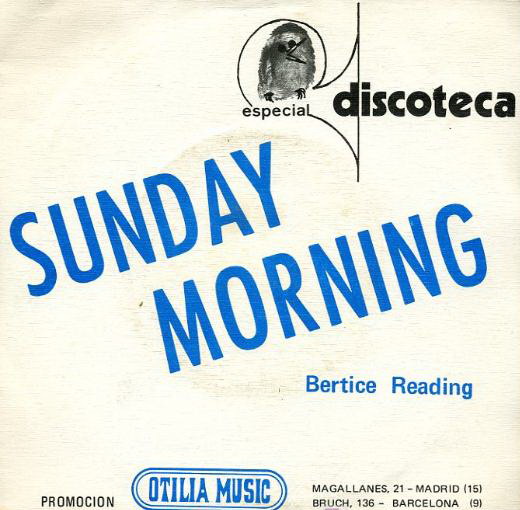 especial discoteca
SUNDAY
MORNING
Bertice Reading
PROMOCION
OTILIA MUSIC
MAGALLANES, 21 - MADRID (15)
BRUCH, 136 - BARCELONA (9)